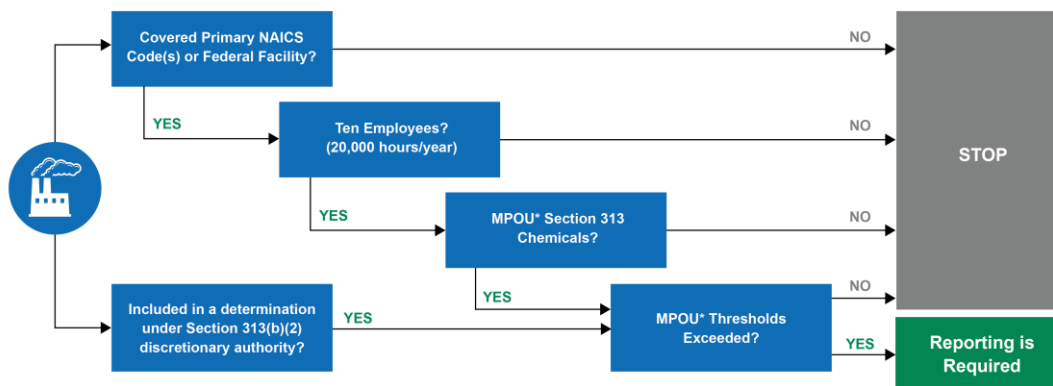 Covered Primary NAICS
Code(s) or Federal Facility?
NO
YES
Ten Employees?
(20,000 hours/year)
NO
STOP
YES
MPOU* Section 313
Chemicals?
NO
YES
NO
Included in a determination
under Section 313(b)(2)
discretionary authority?
YES
MPOU* Thresholds
Exceeded?
YES
Reporting is
Required